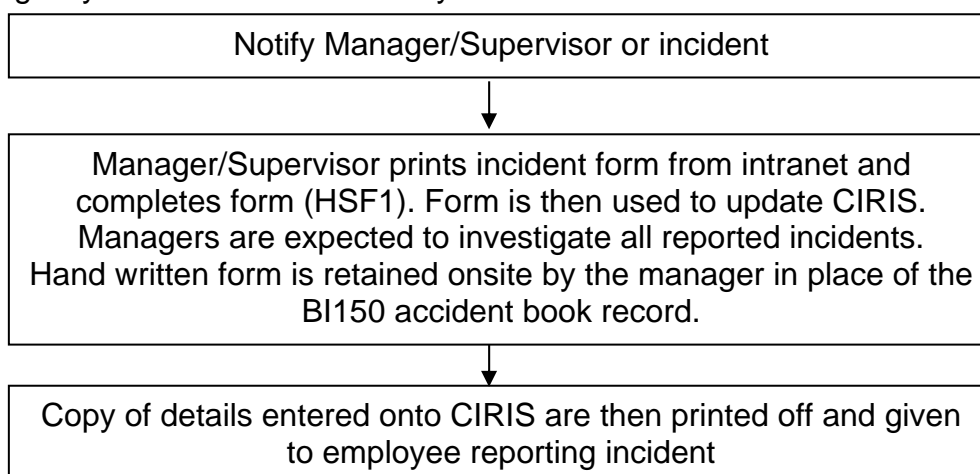 Notify Manager/Supervisor or incident
Manager/Supervisor prints incident form from intranet and
completes form (HSF1). Form is then used to update CIRIS.
Managers are expected to investigate all reported incidents.
Hand written form is retained onsite by the manager in place of the
BI150 accident book record.
Copy of details entered onto CIRIS are then printed off and given
to employee reporting incident